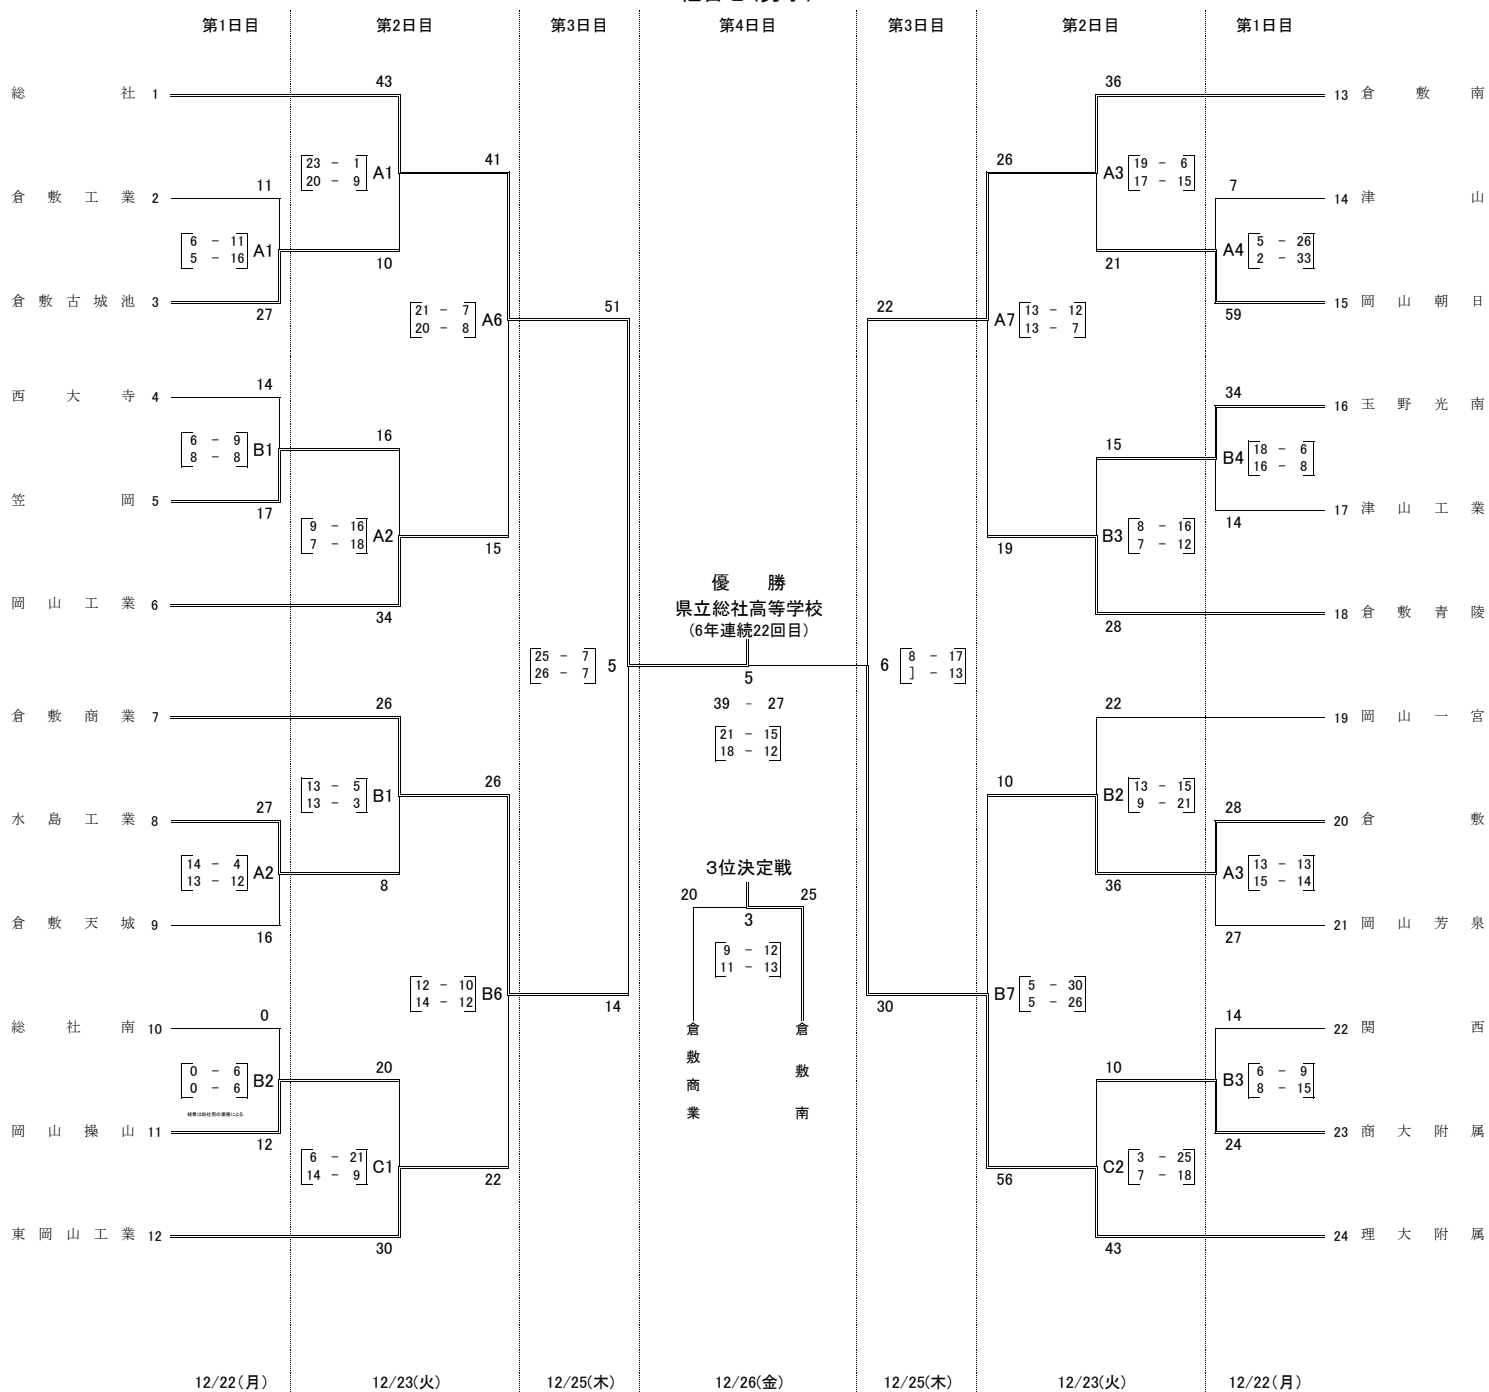 第1日目 第2日目 第3日目 第4日目 第3日目 第2日目 第1日目
43 36
総社 1 13 倉敷南
23 - 1 A1 41 26 A3 19 - 6
20 - 9 17 - 15
11 7
倉敷工業 2 14 津山
6 - 11 A1 A4 5 - 26
5 - 16 2 - 33
10 21
倉敷古城池 3 15 岡山朝日
27 59
21 - 7 A6 51 22 A7 13 - 12
20 - 8 13 - 7
14 34
西大寺 4 16 玉野光南
16 15
6 - 9 B1 B4 18 - 6
8 - 8 16 - 8
笠岡 5 17 津山工業
17 14
9 - 16 A2 B3 8 - 16
7 - 18 7 - 12
15 19
岡山工業 6 18 倉敷青陵
34 28
優 勝
県立総社高等学校
(6年連続22回目)
25 - 7 5 6 8 - 17
26 - 7 ] - 13
5
39 - 27
21 - 15
18 - 12
26 22
倉敷商業 7 19 岡山一宮
13 - 5 B1 26 10 B2 13 - 15
13 - 3 9 - 21
27 28
水島工業 8 20 倉敷
14 - 4 A2 A3 13 - 13
13 - 12 15 - 14
8 36
倉敷天城 9 21 岡山芳泉
16 27
3位決定戦
20 25
3
9 - 12
11 - 13
倉敷商業 倉敷南
12 - 10 B6 B7 5 - 30
14 - 12 5 - 26
14 30
0 14
総社南 10 22 関西
20 10
0 - 6 B2 B3 6 - 9
0 - 6 8 - 15
岡山操山 11 23 商大附属
12 24
6 - 21 C1 C2 3 - 25
14 - 9 7 - 18
22 56
東岡山工業 12 24 理大附属
30 43
12/22(月) 12/23(火) 12/25(木) 12/26(金) 12/25(木) 12/23(火) 12/22(月)